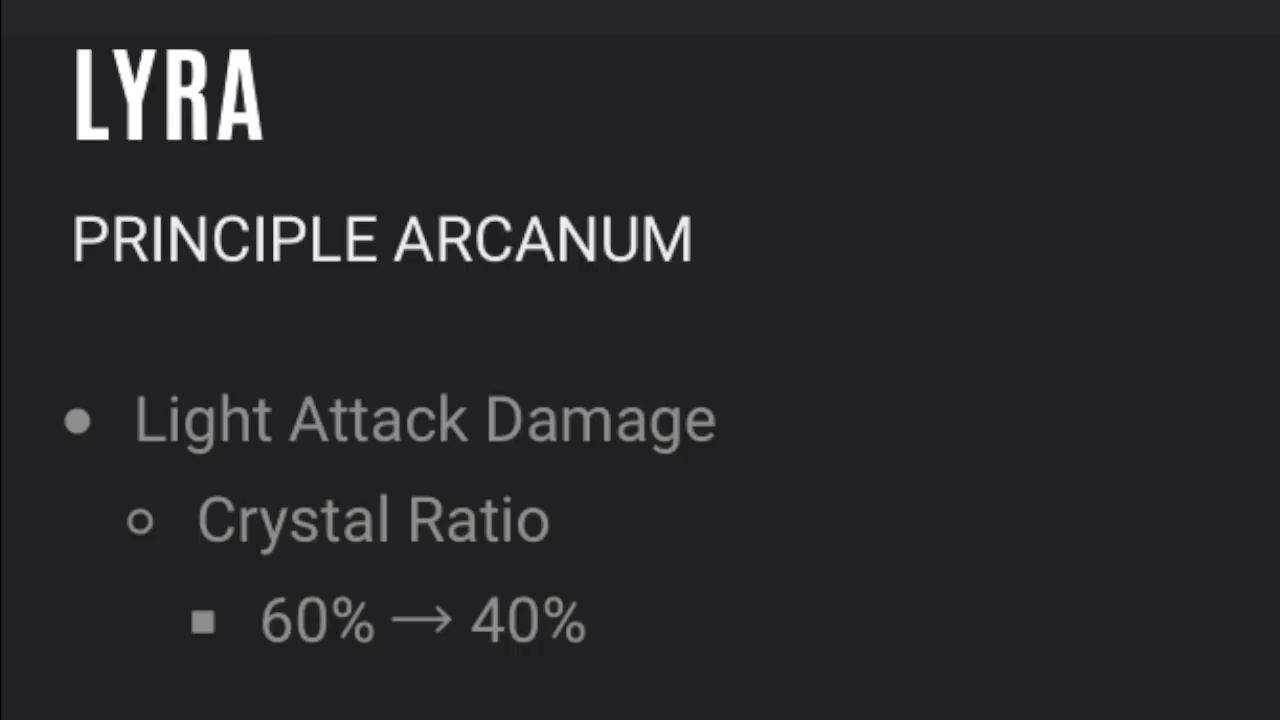 LYRA
PRINCIPLE ARCANUM
● Light Attack Damage
○ Crystal Ratio
■ 60% → 40%